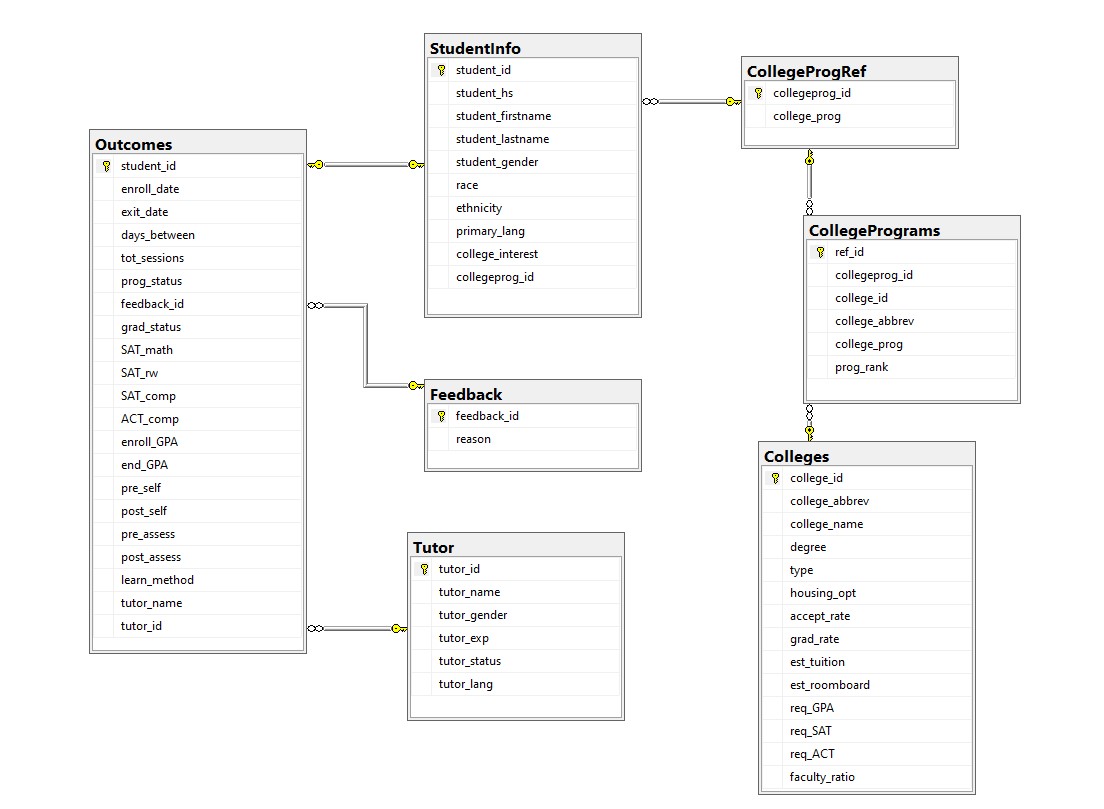 StudentInfo
student_id
student_hs
student_firstname
student_lastname
student_gender
race
ethnicity
primary_lang
college_interest
collegeprog_id
CollegeProgRef
collegeprog_id
college_prog
Outcomes
student_id
enroll_date
exit_date
days_between
tot_sessions
prog_status
feedback_id
grad_status
SAT_math
SAT_rw
SAT_comp
ACT_comp
enroll_GPA
end_GPA
pre_self
post_self
pre_assess
post_assess
learn_method
tutor_name
tutor_id
CollegePrograms
ref_id
collegeprog_id
college_id
college_abbrev
college_prog
prog_rank
Feedback
feedback_id
reason
Colleges
college_id
college_abbrev
college_name
degree
type
housing_opt
accept_rate
grad_rate
est_tuition
est_roomboard
req_GPA
req_SAT
req_ACT
faculty_ratio
Tutor
tutor_id
tutor_name
tutor_gender
tutor_exp
tutor_status
tutor_lang